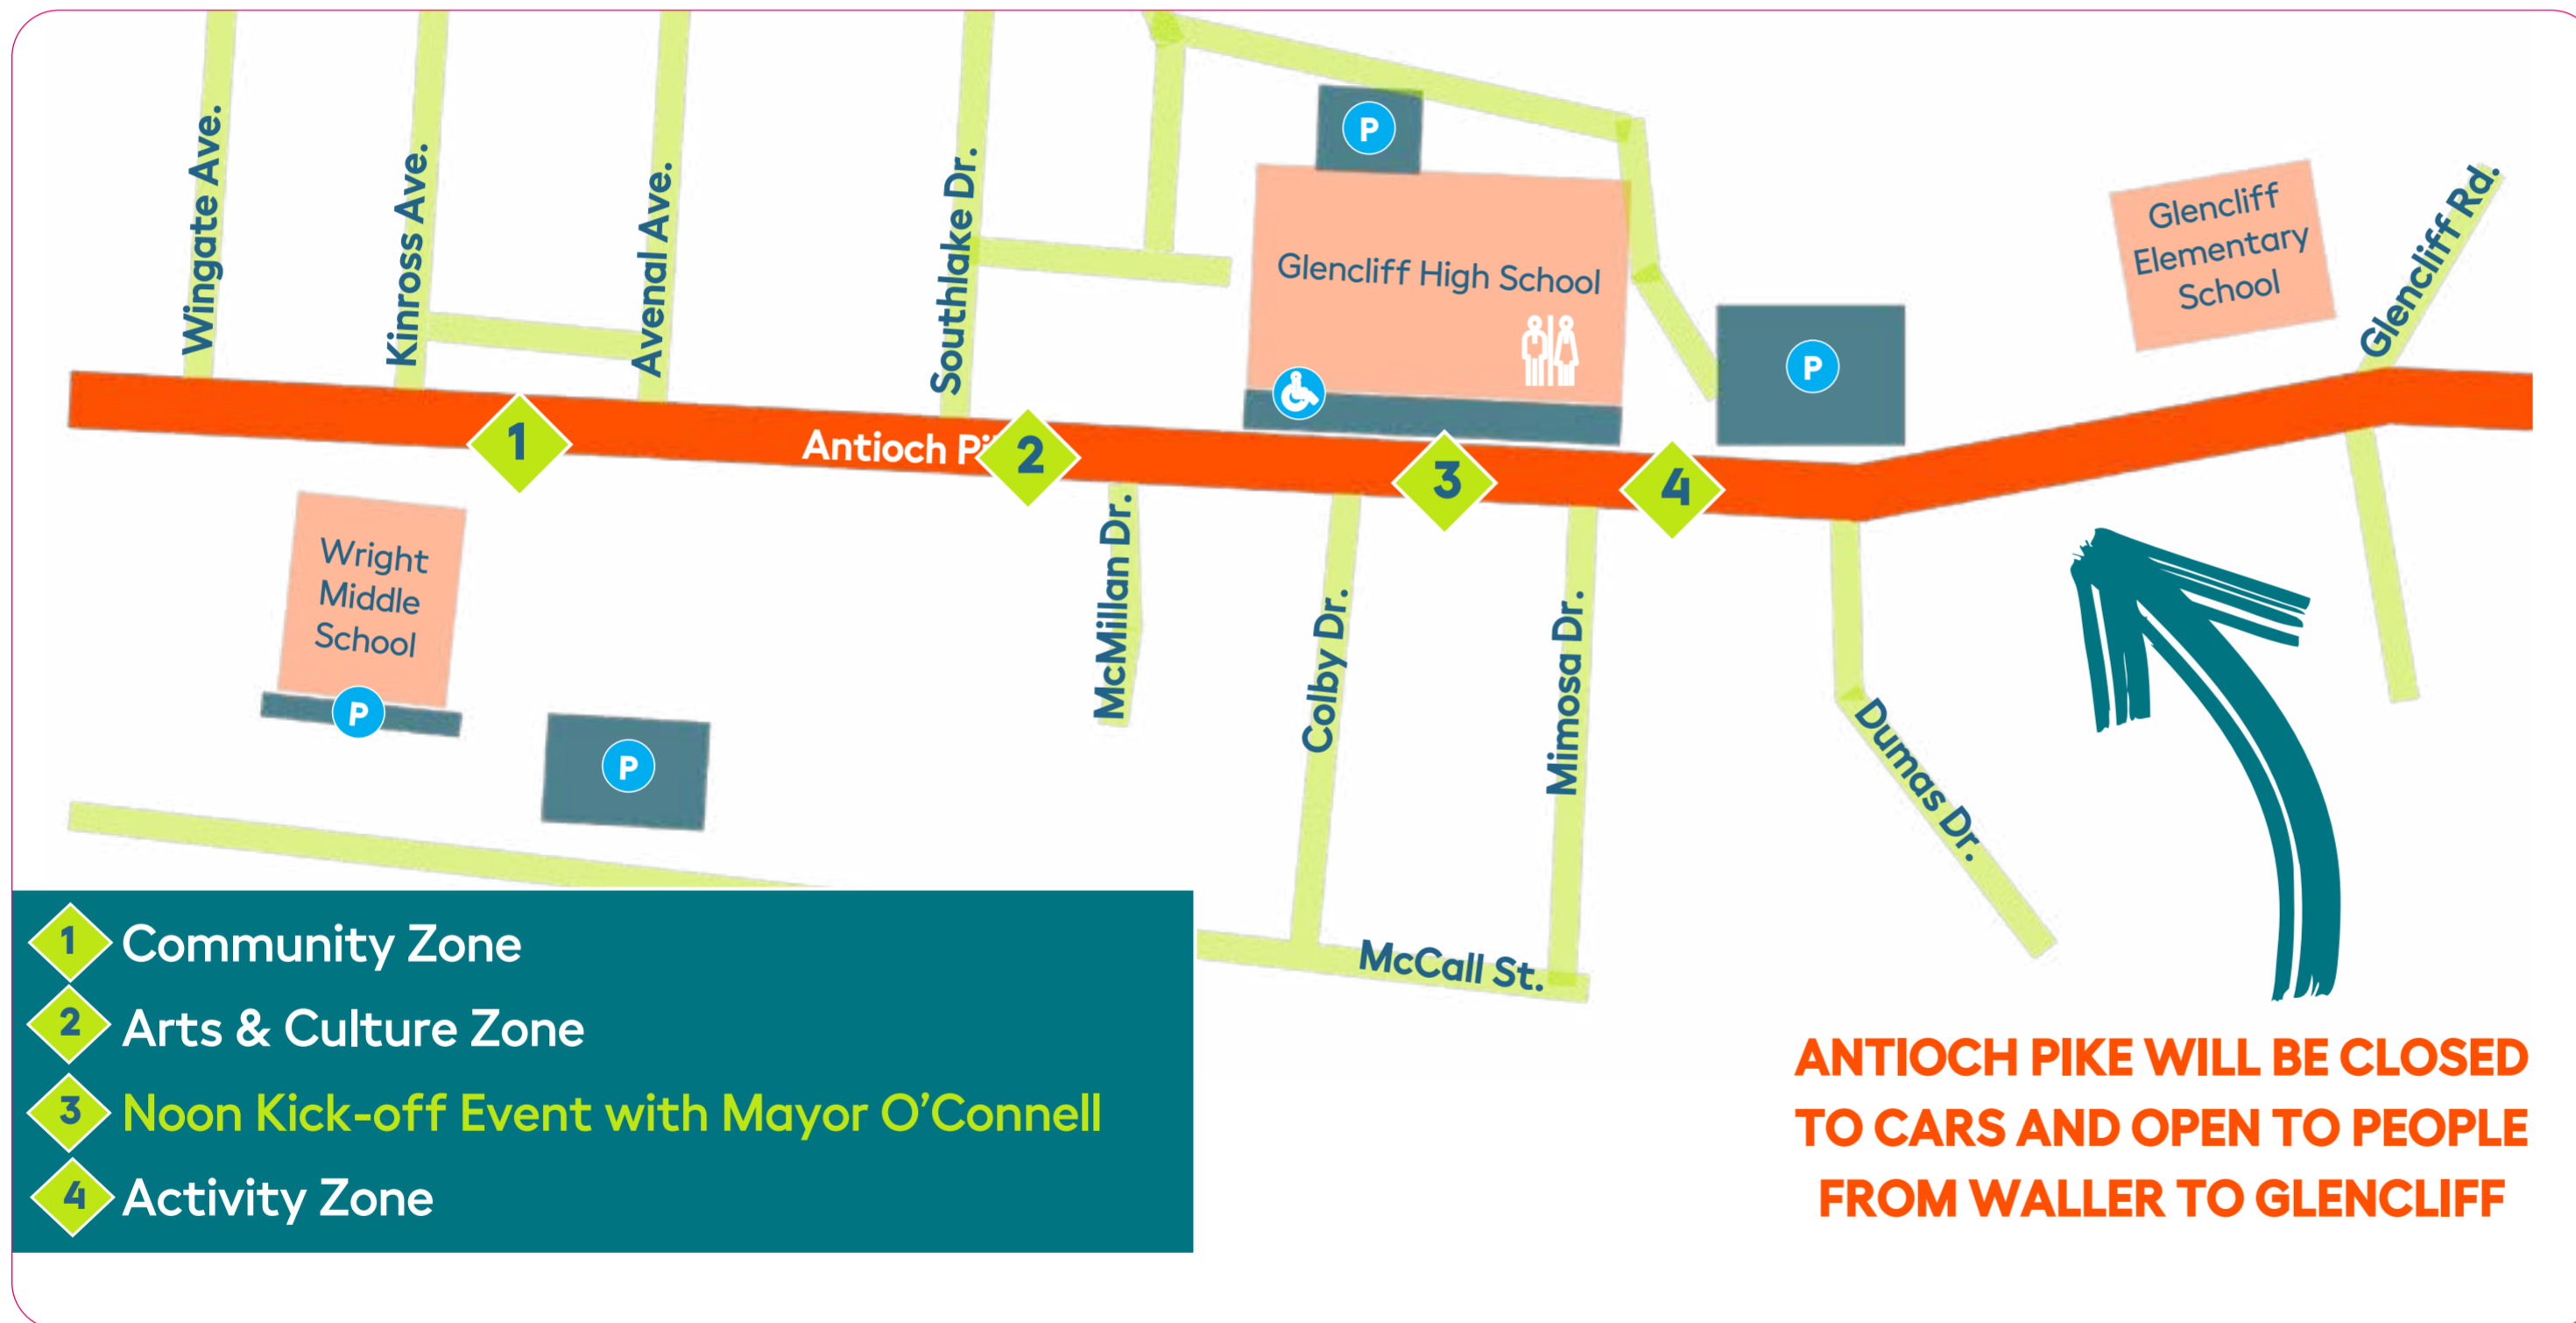 Wingate Ave.
Kinross Ave.
Avenal Ave.
Southlake Dr.
P
Glencliff High School
P
Glencliff
Elementary
School
Glencliff Rd.
1
Antioch
2
3
4
Wright
Middle
School
P
P
McMillan Dr.
Colby Dr.
Mimosa Dr.
Dumas Dr.
McCall St.
1 Community Zone
2 Arts & Culture Zone
3 Noon Kick-off Event with Mayor O'Connell
4 Activity Zone
ANTIOCH PIKE WILL BE CLOSED
TO CARS AND OPEN TO PEOPLE
FROM WALLER TO GLENCLIFF